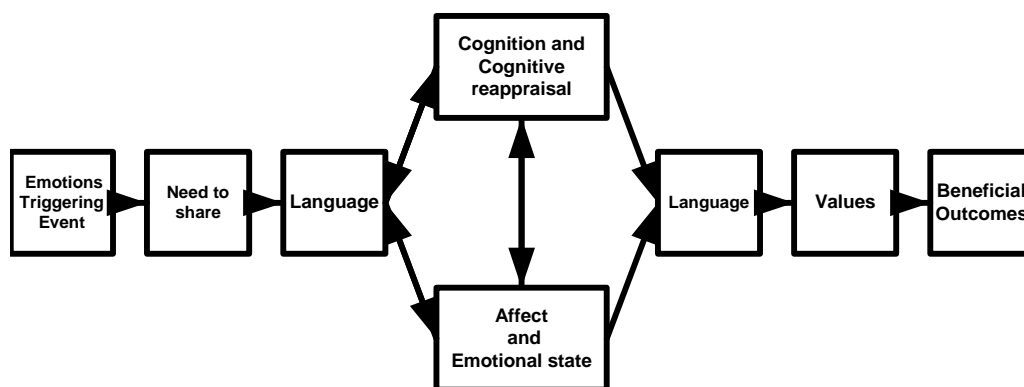 Emotions
Triggering
Event
Need to
share
Language
Cognition and
Cognitive
reappraisal
Affect
and
Emotional state
Language
Values
Beneficial
Outcomes